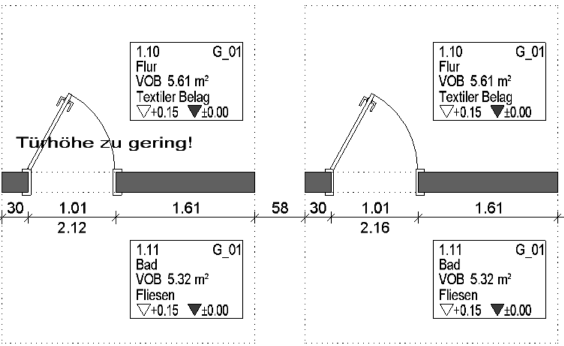 1.10 G_01
Flur
VOB 5.61 m²
Textiler Belag
▽+0.15 ▼±0.00
1.10 G_01
Flur
VOB 5.61 m²
Textiler Belag
▽+0.15 ▼±0.00
Türhöhe zu gering!
30 1.01 1.61 58 30 1.01 1.61
2.12 2.16
1.11 G_01
Bad
VOB 5.32 m²
Fliesen
▽+0.15 ▼±0.00
1.11 G_01
Bad
VOB 5.32 m²
Fliesen
▽+0.15 ▼±0.00